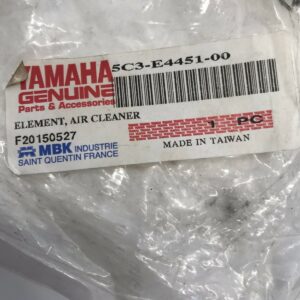 YAMAHA
GENUINE
Parts & Accessories
5C3-E4451-00
ELEMENT, AIR CLEANER
F20150527
1 PC
MBK INDUSTRIE
SAINT QUENTIN FRANCE
MADE IN TAIWAN